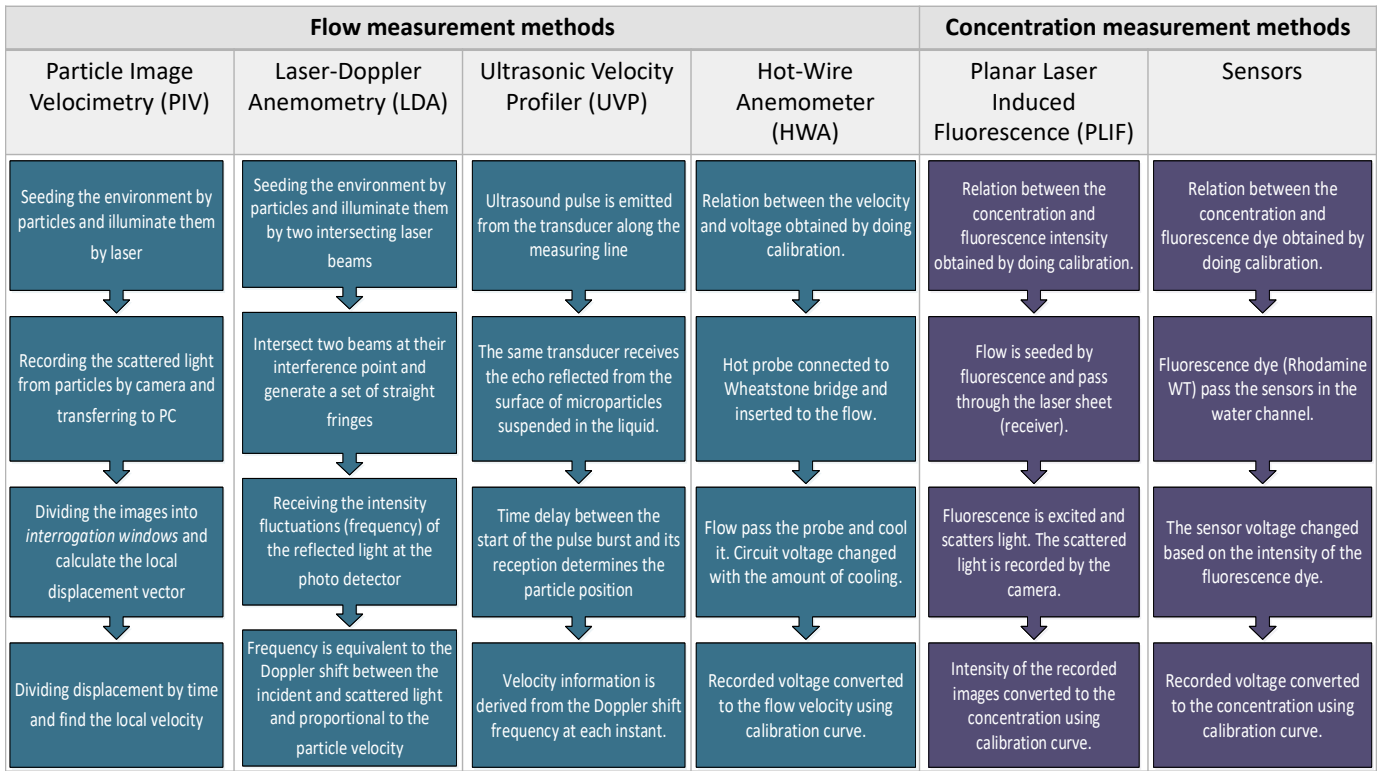 Flow measurement methods
Concentration measurement methods
Particle Image
Velocimetry (PIV)
Laser-Doppler
Anemometry (LDA)
Ultrasonic Velocity
Profiler (UVP)
Hot-Wire
Anemometer
(HWA)
Planar Laser
Induced
Fluorescence (PLIF)
Sensors
Seeding the environment by
particles and illuminate them
by laser
Recording the scattered light
from particles by camera and
transferring to PC
Dividing the images into
interrogation windows and
calculate the local
displacement vector
Dividing displacement by time
and find the local velocity
Seeding the environment by
particles and illuminate them
by two intersecting laser
beams
Intersect two beams at their
interference point and
generate a set of straight
fringes
Receiving the intensity
fluctuations (frequency) of
the reflected light at the
photo detector
Frequency is equivalent to the
Doppler shift between the
incident and scattered light
and proportional to the
particle velocity
Ultrasound pulse is emitted
from the transducer along the
measuring line
The same transducer receives
the echo reflected from the
surface of microparticles
suspended in the liquid.
Time delay between the
start of the pulse burst and its
reception determines the
particle position
Velocity information is
derived from the Doppler shift
frequency at each instant.
Relation between the velocity
and voltage obtained by doing
calibration.
Hot probe connected to
Wheatstone bridge and
inserted to the flow.
Flow pass the probe and cool
it. Circuit voltage changed
with the amount of cooling.
Recorded voltage converted
to the flow velocity using
calibration curve.
Relation between the
concentration and
fluorescence intensity
obtained by doing calibration.
Flow is seeded by
fluorescence and pass
through the laser sheet
(receiver).
Fluorescence is excited and
scatters light. The scattered
light is recorded by the
camera.
Intensity of the recorded
images converted to the
concentration using
calibration curve.
Relation between the
concentration and
fluorescence dye obtained by
doing calibration.
Fluorescence dye (Rhodamine
WT) pass the sensors in the
water channel.
The sensor voltage changed
based on the intensity of the
fluorescence dye.
Recorded voltage converted
to the concentration using
calibration curve.